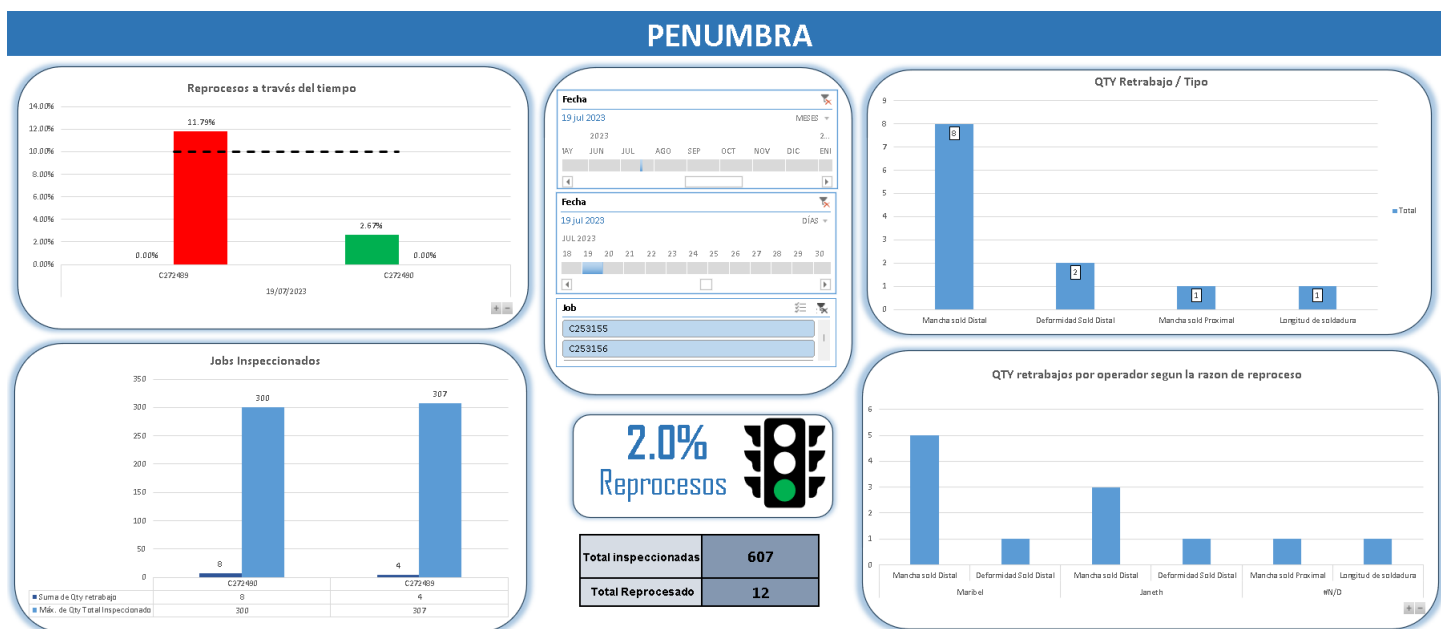 PENUMBRA
Reprocesos a través del tiempo
14.00%
12.00%
10.00%
8.00%
6.00%
4.00%
2.00%
0.00%
0.00%
11.79%
2.67%
0.00%
C272489
C272490
19/07/2023
Jobs Inspeccionados
350
300
250
200
150
100
50
0
8
300
4
307
C272490
C272489
Suma de Qty retrabajo
8
4
Máx. de Qty Total Inspeccionado
300
307
Fecha
19 jul 2023
MESES
2023
2...
1AY JUN JUL AGO SEP OCT NOV DIC ENI
Fecha
19 jul 2023
DÍAS
JUL 2023
18 19 20 21 22 23 24 25 26 27 28 29 30
Job
C253155
C253156
2.0%
Reprocesos
Total inspeccionadas 607
Total Reprocesado 12
QTY Retrabajo / Tipo
9
8
7
6
5
4
3
2
1
0
8
2
1
1
Mancha sold Distal
Deformidad Sold Distal
Mancha sold Proximal
Longitud de soldadura
Total
QTY retrabajos por operador segun la razon de reproceso
6
5
4
3
2
1
0
Mancha sold Distal
Deformidad Sold Distal
Mancha sold Distal
Deformidad Sold Distal
Mancha sold Proximal
Longitud de soldadura
Maribel
Janeth
#N/D